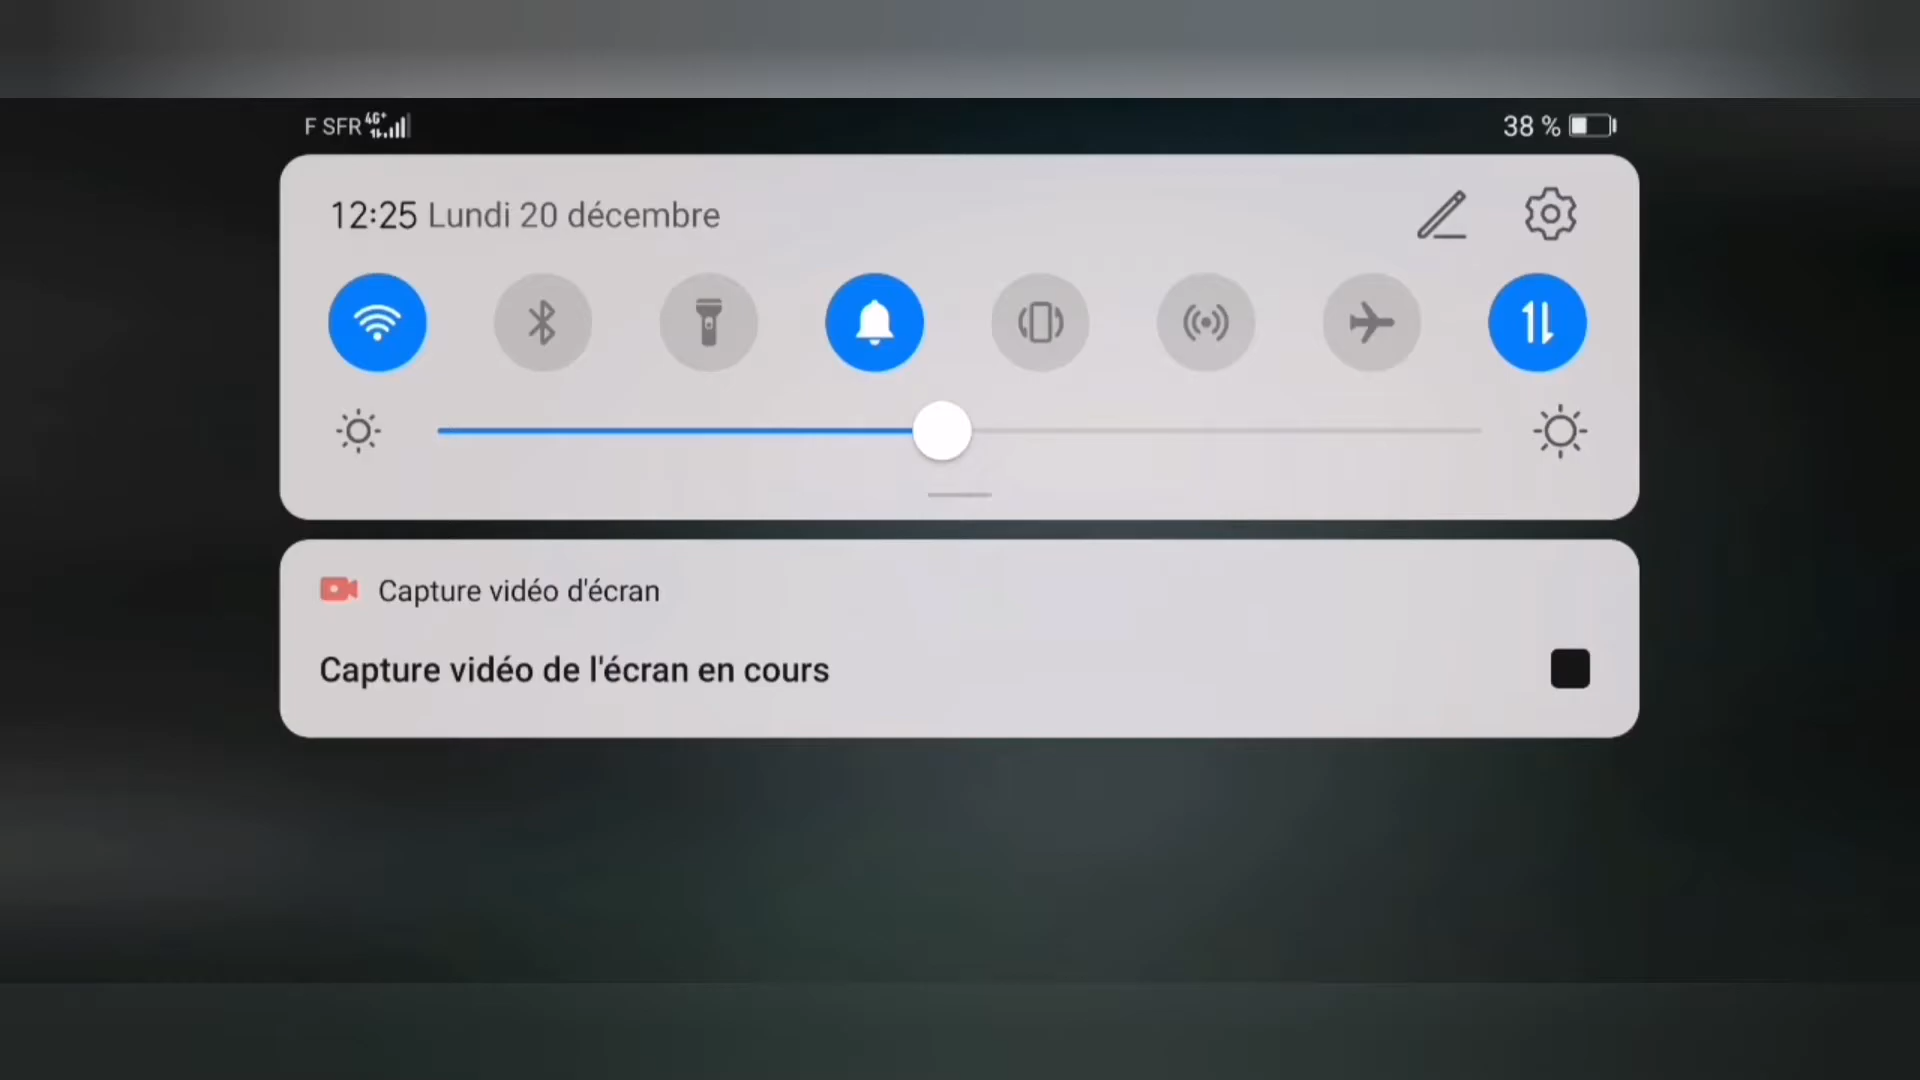 F SFR 4G+
38 %
12:25 Lundi 20 décembre
Capture vidéo d'écran
Capture vidéo de l'écran en cours